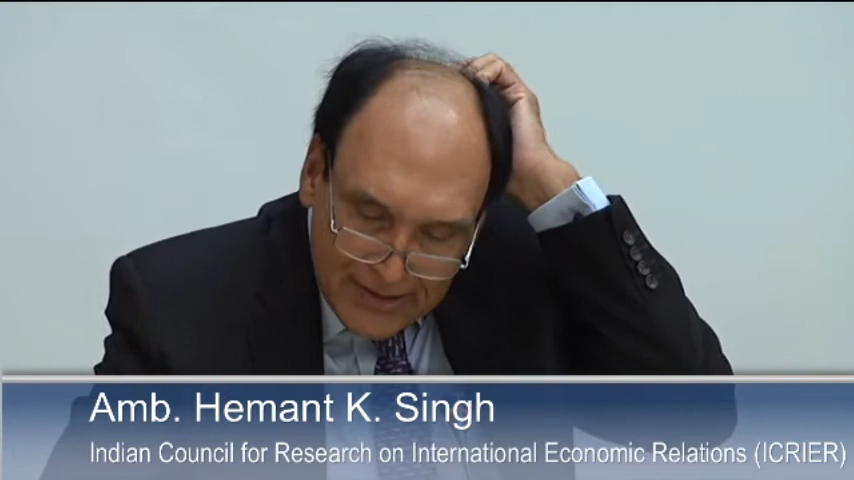 Amb. Hemant K. Singh
Indian Council for Research on International Economic Relations (ICRIER)